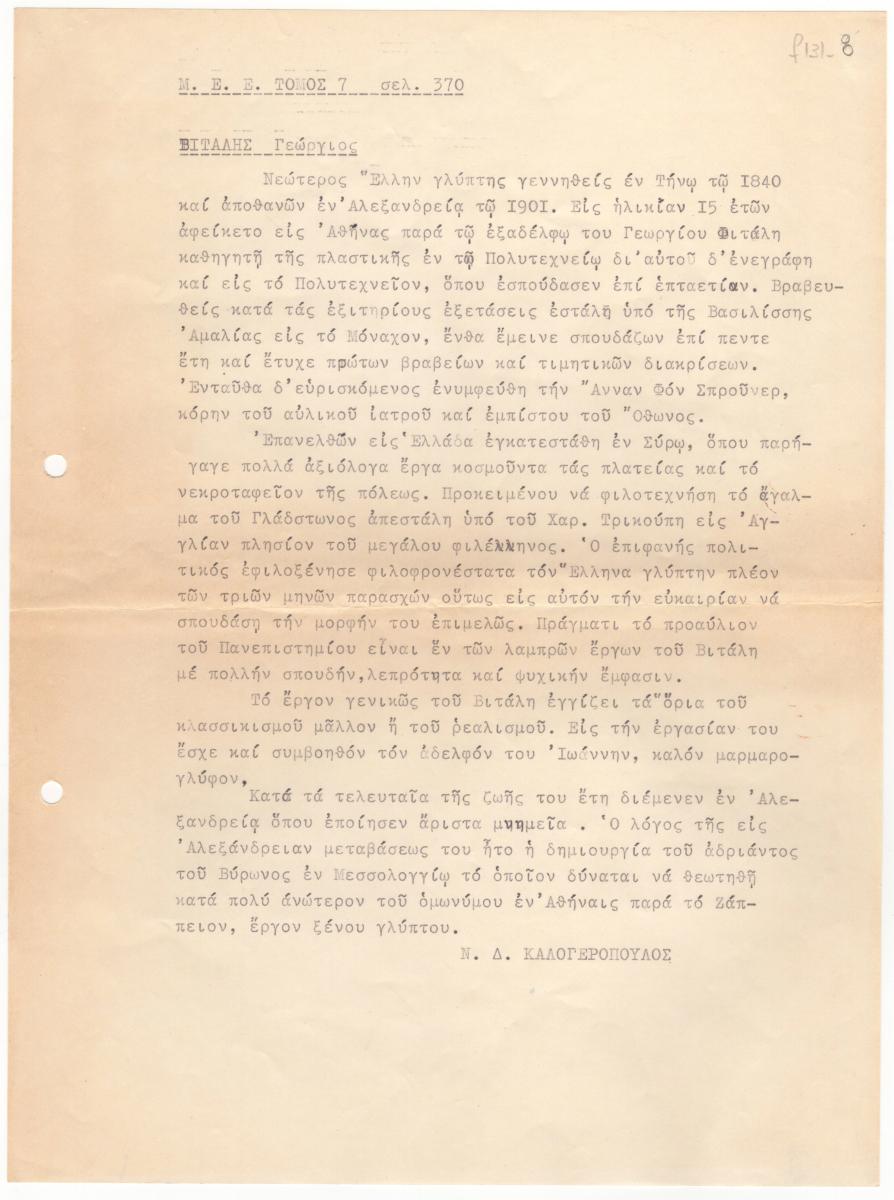 f131-8
Μ. Ε. Ε. ΤΟΜΟΣ 7 σελ. 370
ΒΙΤΑΛΗΣ Γεώργιος
Νεώτερος Ἕλλην γλύπτης γεννηθείς ἐν Τήνῳ τῷ 1840
καί ἀποθανών ἐν Ἀλεξανδρείᾳ τῷ 1901. Εἰς ἡλικίαν 15 ἐτῶν
ἀφείκετο εἰς Ἀθήνας παρά τῷ ἐξαδέλφῳ του Γεωργίου Φιτάλη
καθηγητῇ τῆς πλαστικῆς ἐν τῷ Πολυτεχνείῳ δι'αὐτοῦ δ'ἐνεγράφη
καί εἰς τό Πολυτεχνεῖον, ὅπου ἐσπούδασεν ἐπί ἑπταετίαν. Βραβευ-
θείς κατά τάς ἐξιτηρίους ἐξετάσεις ἐστάλη ὑπό τῆς Βασιλίσσης
Ἀμαλίας εἰς τό Μόναχον, ἔνθα ἔμεινε σπουδάζων ἐπί πεντε
ἔτη καί ἔτυχε πρώτων βραβείων καί τιμητικῶν διακρίσεων.
Ἐνταῦθα δ'εὑρισκόμενος ἐνυμφεύθη τήν Ἄνναν Φόν Σπροῦνερ,
κόρην τοῦ αὐλικοῦ ἰατροῦ καί ἐμπίστου τοῦ Ὄθωνος.
Ἐπανελθών εἰς Ἑλλάδα ἐγκατεστάθη ἐν Σύρῳ, ὅπου παρή-
γαγε πολλά ἀξιόλογα ἔργα κοσμοῦντα τάς πλατείας καί τό
νεκροταφεῖον τῆς πόλεως. Προκειμένου νά φιλοτεχνήση τό ἄγαλ-
μα τοῦ Γλάδστωνος ἀπεστάλη ὑπό τοῦ Χαρ. Τρικούπη εἰς Ἀγ-
γλίαν πλησίον τοῦ μεγάλου φιλέλληνος. Ὁ ἐπιφανής πολι-
τικός ἐφιλοξένησε φιλοφρονέστατα τόν Ἕλληνα γλύπτην πλέον
τῶν τριῶν μηνῶν παρασχών οὕτως εἰς αὐτόν τήν εὐκαιρίαν νά
σπουδάση τήν μορφήν του ἐπιμελῶς. Πράγματι τό προαύλιον
τοῦ Πανεπιστημίου εἶναι ἕν τῶν λαμπρῶν ἔργων τοῦ Βιτάλη
μέ πολλήν σπουδήν,λεπρότητα καί ψυχικήν ἔμφασιν.
Τό ἔργον γενικῶς τοῦ Βιτάλη ἐγγίζει τά ὅρια τοῦ
κλασσικισμοῦ μᾶλλον ἤ τοῦ ρεαλισμοῦ. Εἰς τήν ἐργασίαν του
ἔσχε καί συμβοηθόν τόν ἀδελφόν του Ἰωάννην, καλόν μαρμαρο-
γλύφον,
Κατά τά τελευταῖα τῆς ζωῆς του ἔτη διέμενεν ἐν Ἀλε-
ξανδρείᾳ ὅπου ἐποίησεν ἄριστα μνημεῖα . Ὁ λόγος τῆς εἰς
Ἀλεξάνδρειαν μεταβάσεως του ἦτο ἡ δημιουργία τοῦ ἀδριάντος
τοῦ Βύρωνος ἐν Μεσσολογγίῳ τό ὁποῖον δύναται νά θεωτηθῇ
κατά πολύ ἀνώτερον τοῦ ὁμωνύμου ἐν Ἀθήναις παρά τό Ζάπ-
πειον, ἔργον ξένου γλύπτου.
Ν. Δ. ΚΑΛΟΓΕΡΟΠΟΥΛΟΣ